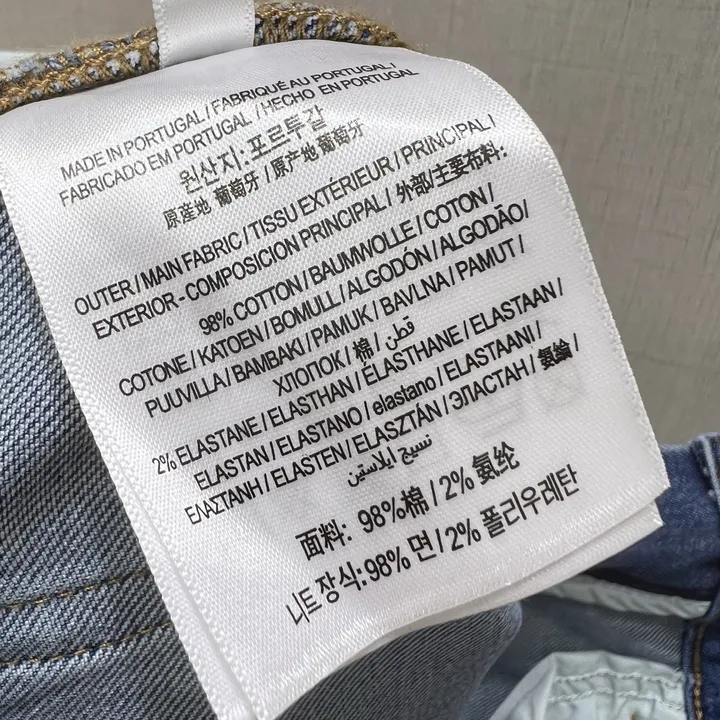 MADE IN PORTUGAL / FABRIQUÉ AU PORTUGAL /
FABRICADO EM PORTUGAL / HECHO EN PORTUGAL
원산지: 포르투갈
原産地 葡萄牙 / 原产地 葡萄牙
OUTER / MAIN FABRIC / TISSU EXTÉRIEUR / PRINCIPAL /
EXTERIOR - COMPOSICION PRINCIPAL / 外部/主要布料:
98% COTTON / BAUMWOLLE / COTON /
COTONE / KATOEN / BOMULL / ALGODÓN / ALGODÃO/
PUUVILLA / BAMBAKI / PAMUK / BAVLNA / PAMUT /
ХЛОПОК / 棉 / قطن
2% ELASTANE / ELASTHAN / ELASTHANE / ELASTAAN /
ELASTAN / ELASTANO / elastano / ELASTAANI /
ΕΛΑΣΤΑΝΗ / ELASTEN / ELASZTÁN / ЭЛАСТАН / 氨綸 /
نسيج ايلاستين
面料: 98%棉 / 2% 氨纶
니트장식:98% 면 / 2% 폴리우레탄